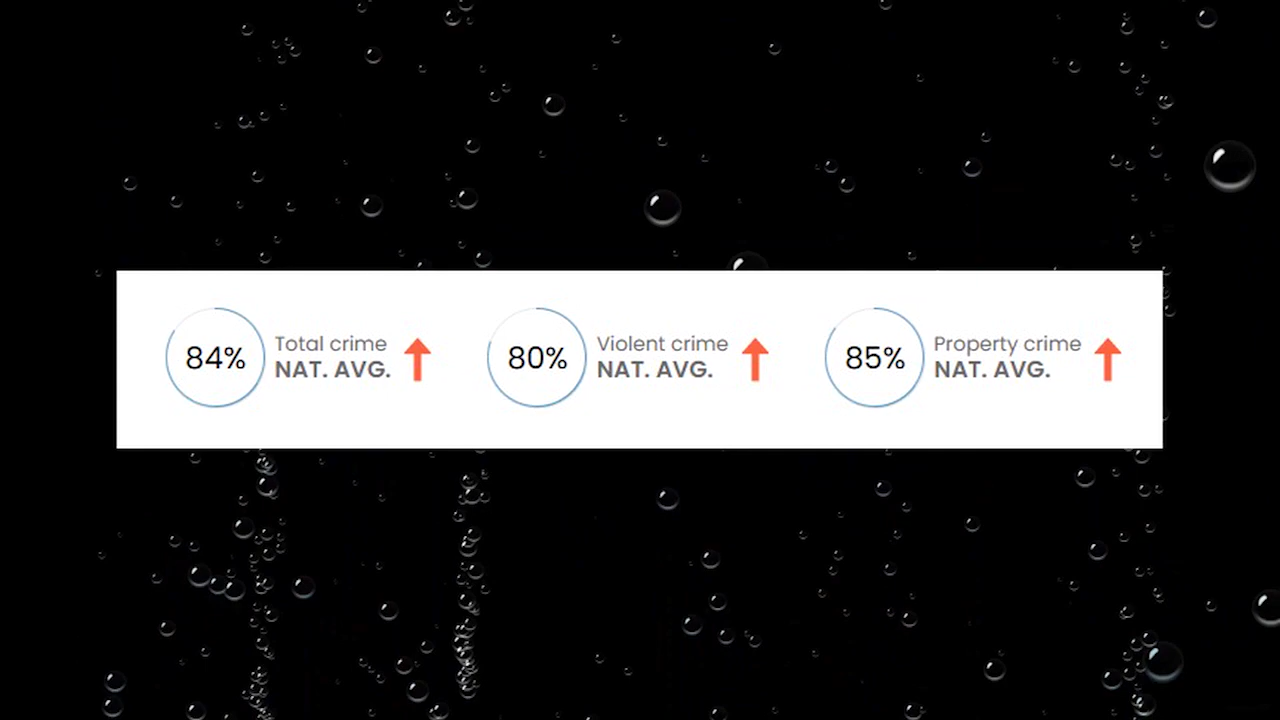 84%
Total crime
NAT. AVG.
80%
Violent crime
NAT. AVG.
85%
Property crime
NAT. AVG.